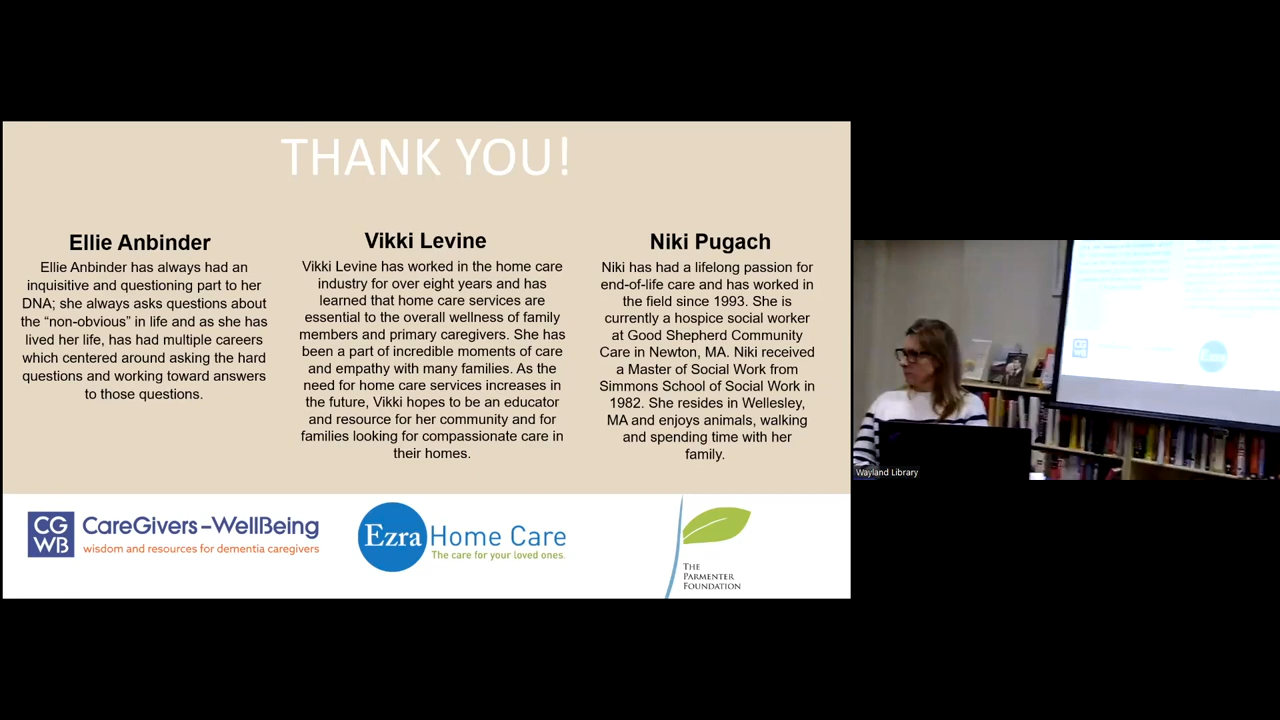 THANK YOU!
Ellie Anbinder
Ellie Anbinder has always had an
inquisitive and questioning part to her
DNA; she always asks questions about
the “non-obvious” in life and as she has
lived her life, has had multiple careers
which centered around asking the hard
questions and working toward answers
to those questions.
Vikki Levine
Vikki Levine has worked in the home care
industry for over eight years and has
learned that home care services are
essential to the overall wellness of family
members and primary caregivers. She has
been a part of incredible moments of care
and empathy with many families. As the
need for home care services increases in
the future, Vikki hopes to be an educator
and resource for her community and for
families looking for compassionate care in
their homes.
Niki Pugach
Niki has had a lifelong passion for
end-of-life care and has worked in
the field since 1993. She is
currently a hospice social worker
at Good Shepherd Community
Care in Newton, MA. Niki received
a Master of Social Work from
Simmons School of Social Work in
1982. She resides in Wellesley,
MA and enjoys animals, walking
and spending time with her
family.
CG
WB
CareGivers–WellBeing
wisdom and resources for dementia caregivers
Ezra Home Care
The care for your loved ones.
THE
PARMENTER
FOUNDATION
Wayland Library